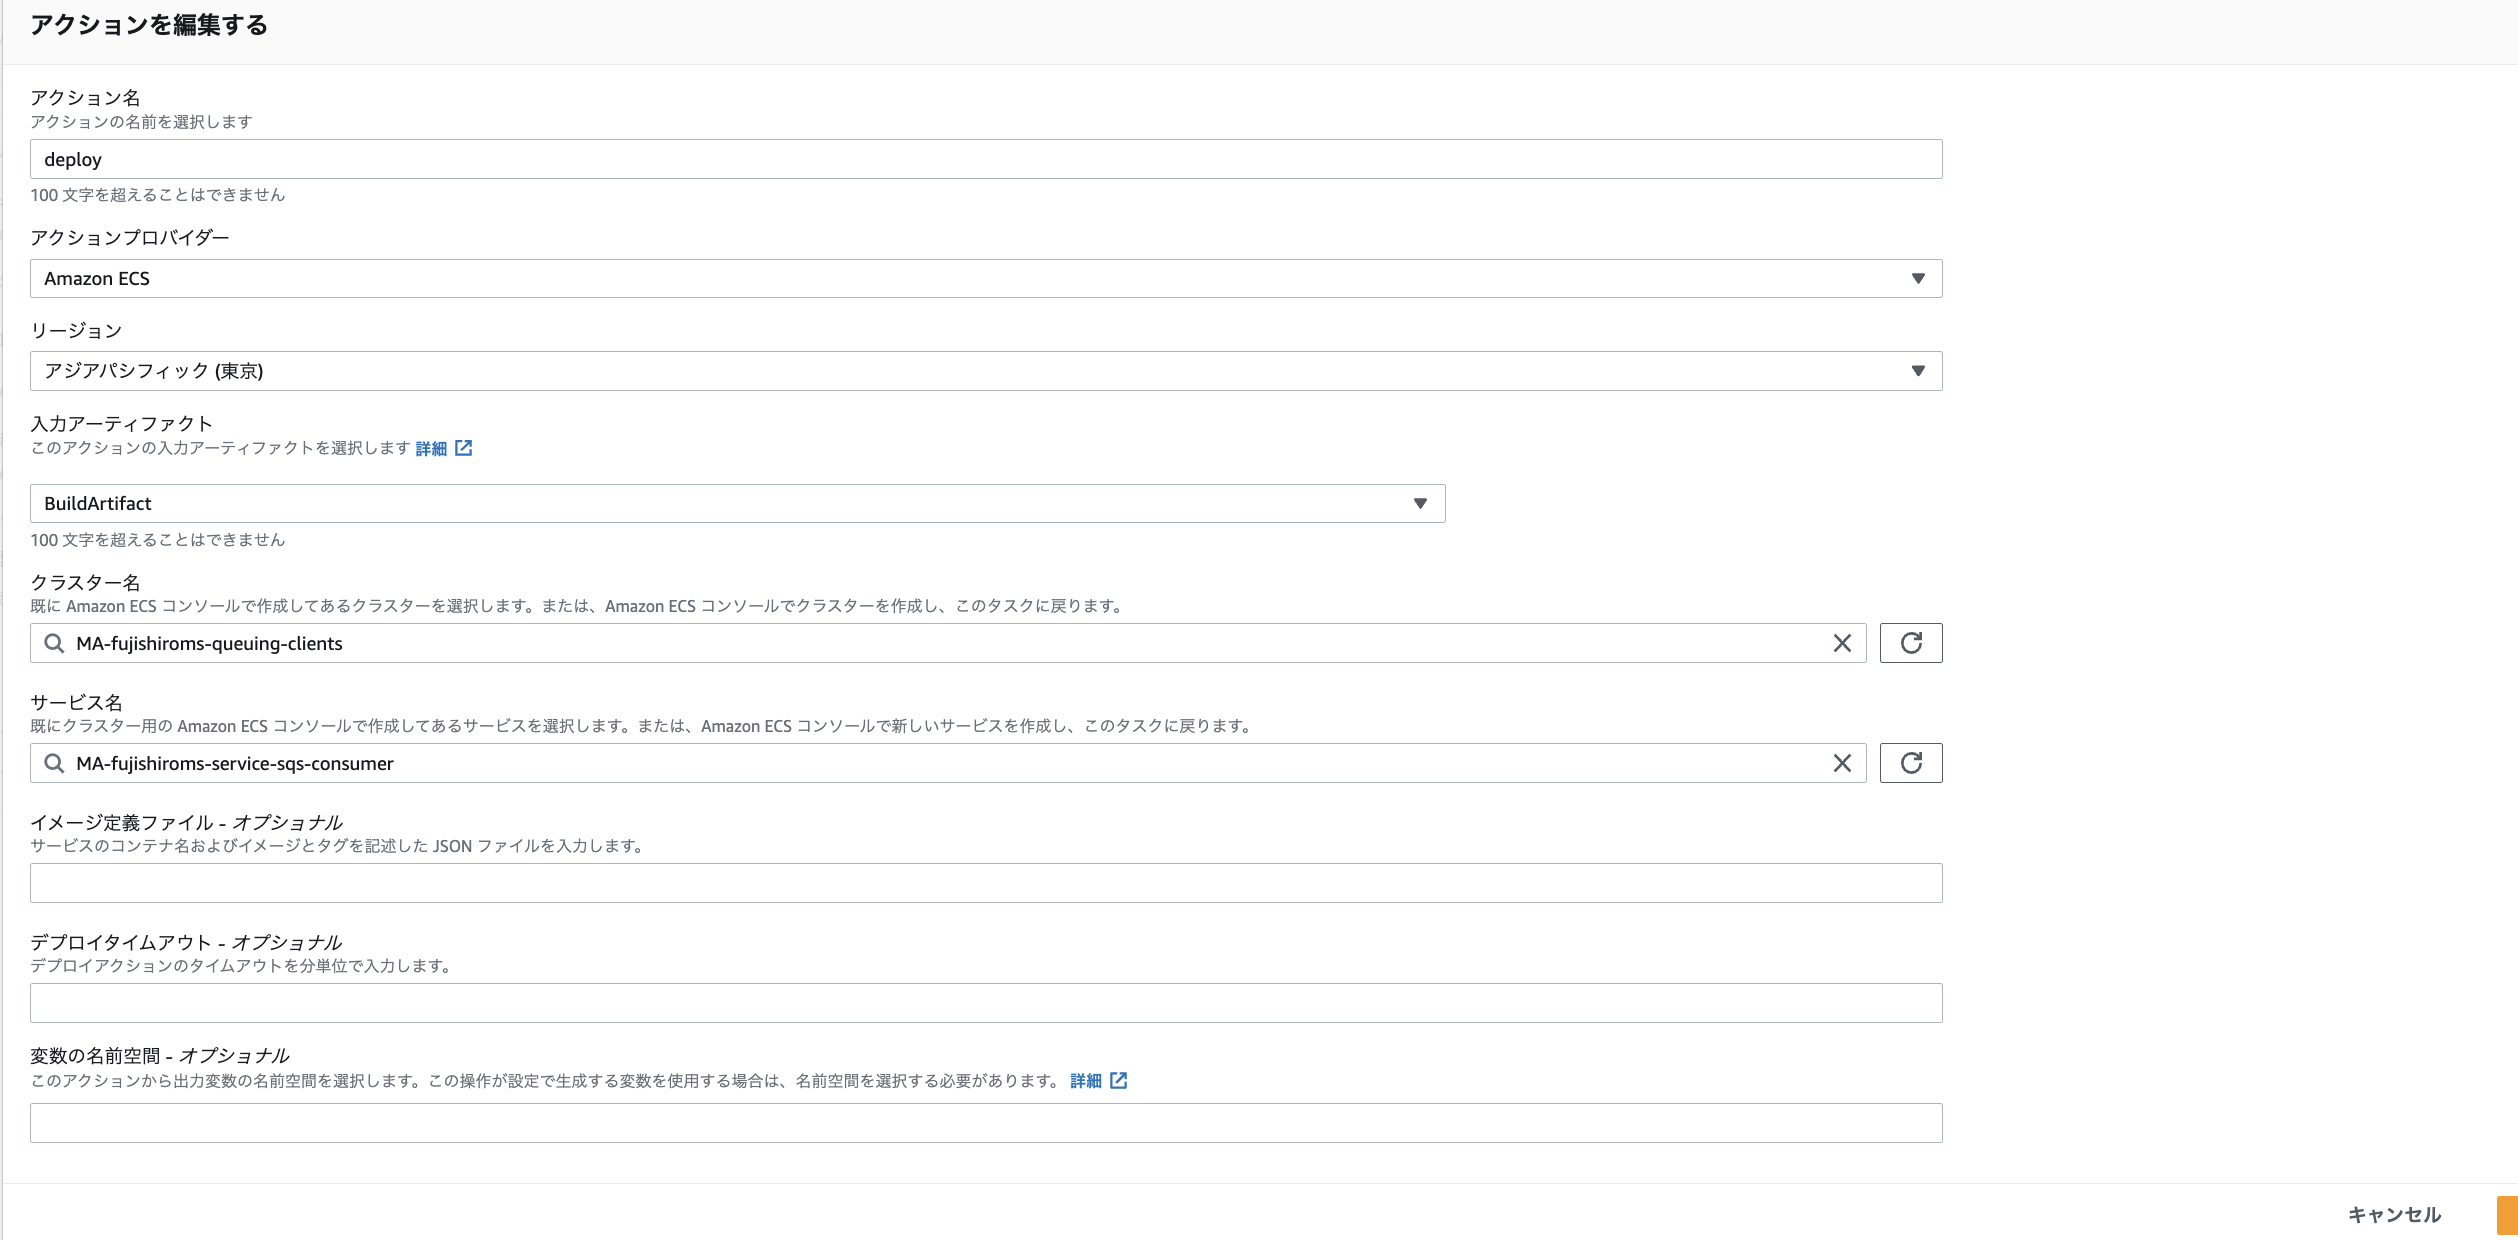 アクションを編集する
アクション名
アクションの名前を選択します
deploy
100 文字を超えることはできません
アクションプロバイダー
Amazon ECS
リージョン
アジアパシフィック (東京)
入力アーティファクト
このアクションの入力アーティファクトを選択します 詳細
BuildArtifact
100 文字を超えることはできません
クラスター名
既に Amazon ECS コンソールで作成してあるクラスターを選択します。または、Amazon ECS コンソールでクラスターを作成し、このタスクに戻ります。
MA-fujishiroms-queuing-clients
サービス名
既にクラスター用の Amazon ECS コンソールで作成してあるサービスを選択します。または、Amazon ECS コンソールで新しいサービスを作成し、このタスクに戻ります。
MA-fujishiroms-service-sqs-consumer
イメージ定義ファイル - オプショナル
サービスのコンテナ名およびイメージとタグを記述した JSON ファイルを入力します。
デプロイタイムアウト - オプショナル
デプロイアクションのタイムアウトを分単位で入力します。
変数の名前空間 - オプショナル
このアクションから出力変数の名前空間を選択します。この操作が設定で生成する変数を使用する場合は、名前空間を選択する必要があります。 詳細
キャンセル